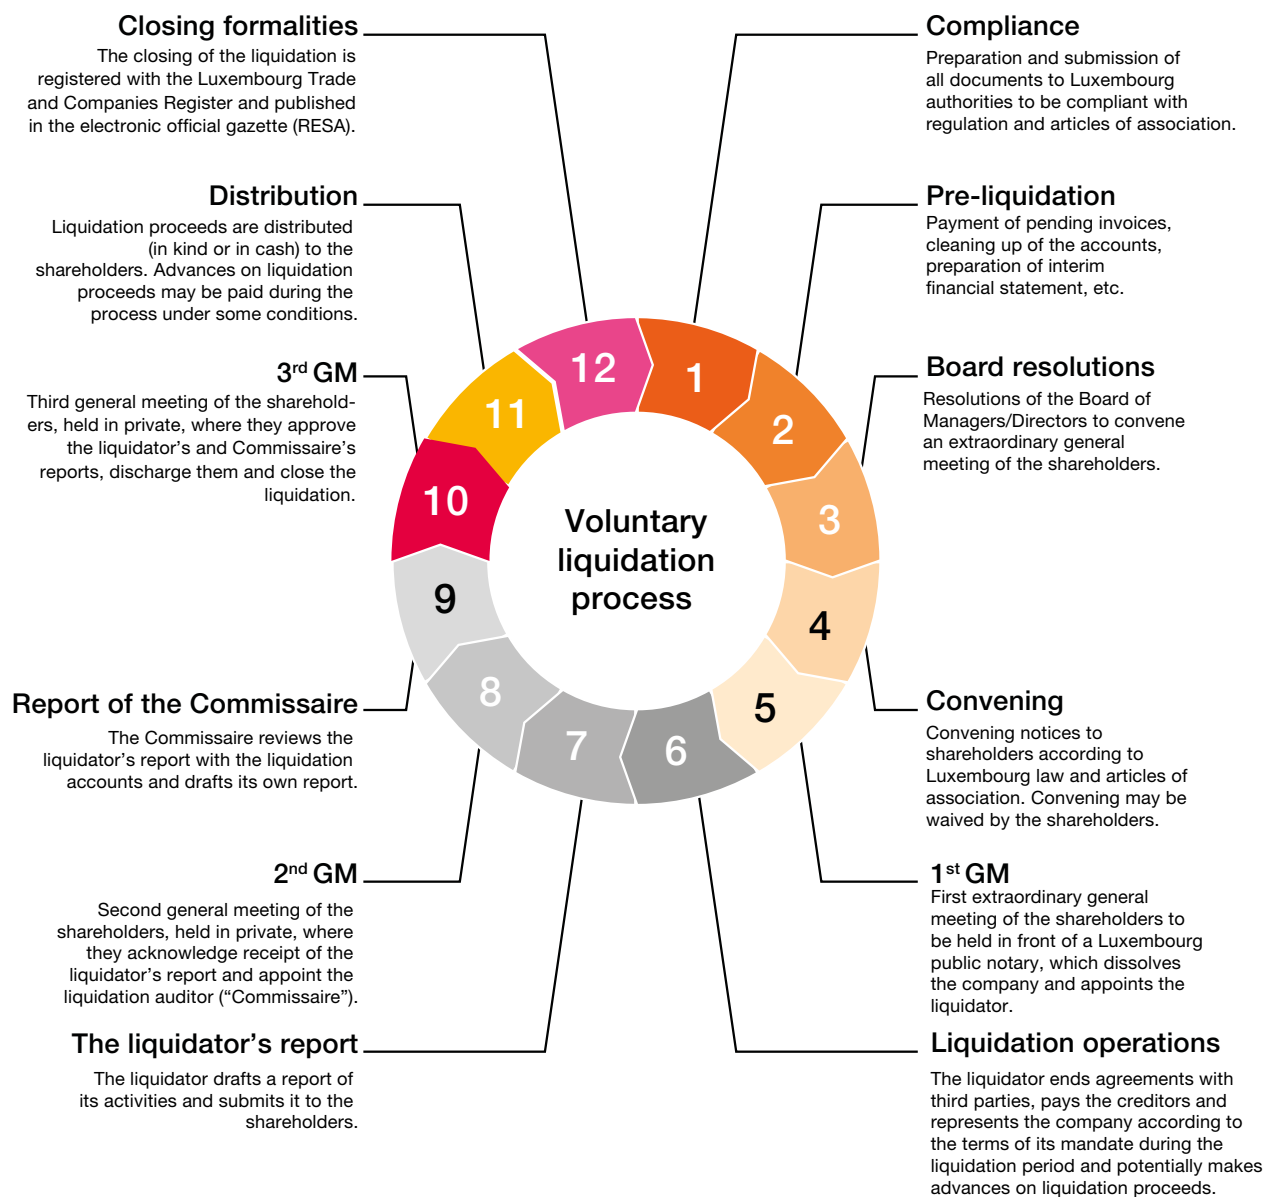 Compliance
Preparation and submission of
all documents to Luxembourg
authorities to be compliant with
regulation and articles of association.
Pre-liquidation
Payment of pending invoices,
cleaning up of the accounts,
preparation of interim
financial statement, etc.
Board resolutions
Resolutions of the Board of
Managers/Directors to convene
an extraordinary general
meeting of the shareholders.
Convening
Convening notices to
shareholders according to
Luxembourg law and articles of
association. Convening may be
waived by the shareholders.
1st GM
First extraordinary general
meeting of the shareholders to
be held in front of a Luxembourg
public notary, which dissolves
the company and appoints the
liquidator.
Liquidation operations
The liquidator ends agreements with
third parties, pays the creditors and
represents the company according to
the terms of its mandate during the
liquidation period and potentially makes
advances on liquidation proceeds.
The liquidator's report
The liquidator drafts a report of
its activities and submits it to the
shareholders.
2nd GM
Second general meeting of the
shareholders, held in private, where
they acknowledge receipt of the
liquidator's report and appoint the
liquidation auditor (“Commissaire”).
Report of the Commissaire
The Commissaire reviews the
liquidator's report with the liquidation
accounts and drafts its own report.
3rd GM
Third general meeting of the sharehold-
ers, held in private, where they approve
the liquidator's and Commissaire's
reports, discharge them and close the
liquidation.
Distribution
Liquidation proceeds are distributed
(in kind or in cash) to the
shareholders. Advances on liquidation
proceeds may be paid during the
process under some conditions.
Closing formalities
The closing of the liquidation is
registered with the Luxembourg Trade
and Companies Register and published
in the electronic official gazette (RESA).
1
2
3
4
5
6
7
8
9
10
11
12
Voluntary
liquidation
process